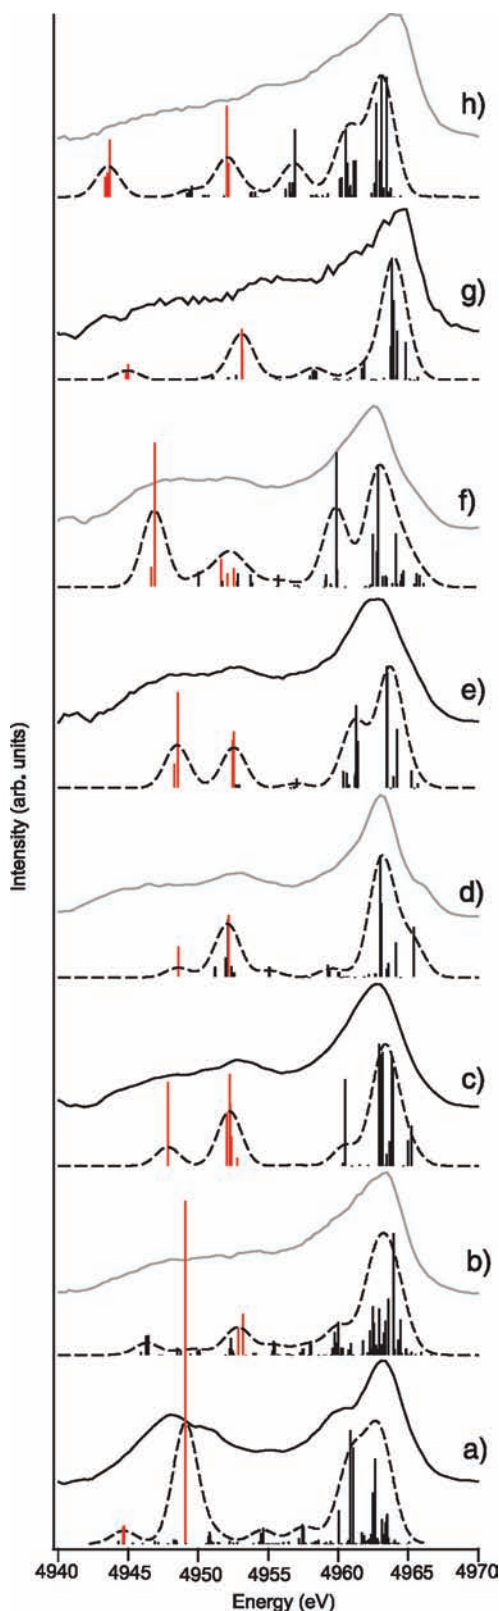 h)
g)
f)
e)
Intensity (arb. units)
d)
c)
b)
a)
4940 4945 4950 4955 4960 4965 4970
Energy (eV)